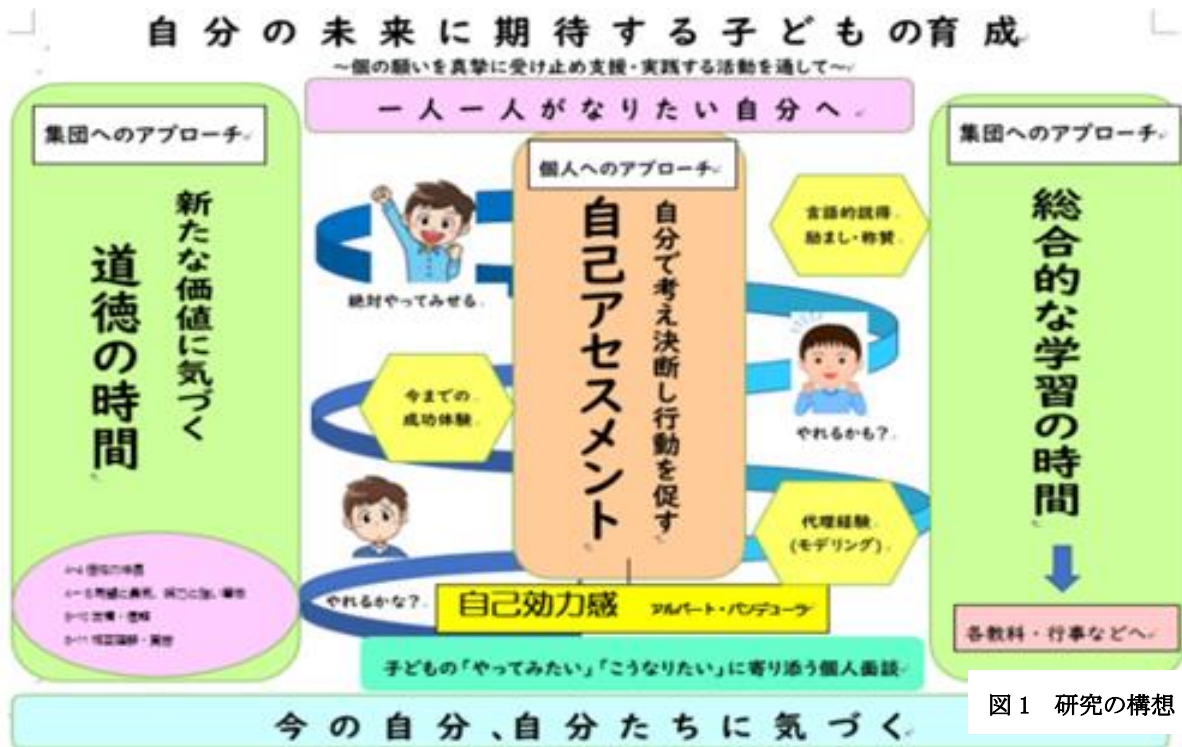 自分の未来に期待する子どもの育成
～個の願いを真摯に受け止め支援・実践する活動を通して～
一人一人がなりたい自分へ
集団へのアプローチ
新たな価値に気づく
道徳の時間
個人へのアプローチ
自分で考え決断し行動を促す
自己アセスメント
集団へのアプローチ
総合的な学習の時間
各教科・行事などへ
言語的説得
励まし・称賛
絶対やってみせる
今までの
成功体験
やれるかも？
代理経験
(モデリング)
やれるかな？
自己効力感 アルバート・バンデューラ
子どもの「やってみたい」「こうなりたい」に寄り添う個人面談
今の自分、自分たちに気づく
図1 研究の構想